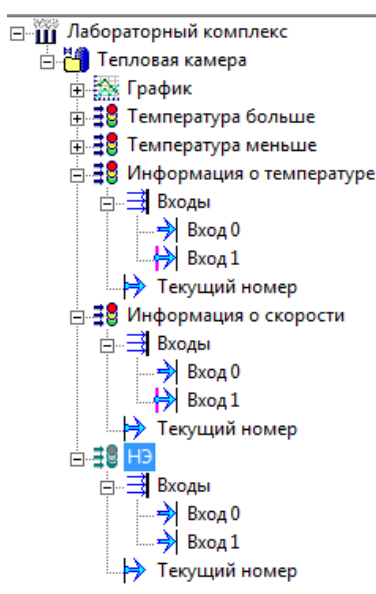 Лабораторный комплекс
Тепловая камера
График
Температура больше
Температура меньше
Информация о температуре
Входы
Вход 0
Вход 1
Текущий номер
Информация о скорости
Входы
Вход 0
Вход 1
Текущий номер
НЭ
Входы
Вход 0
Вход 1
Текущий номер